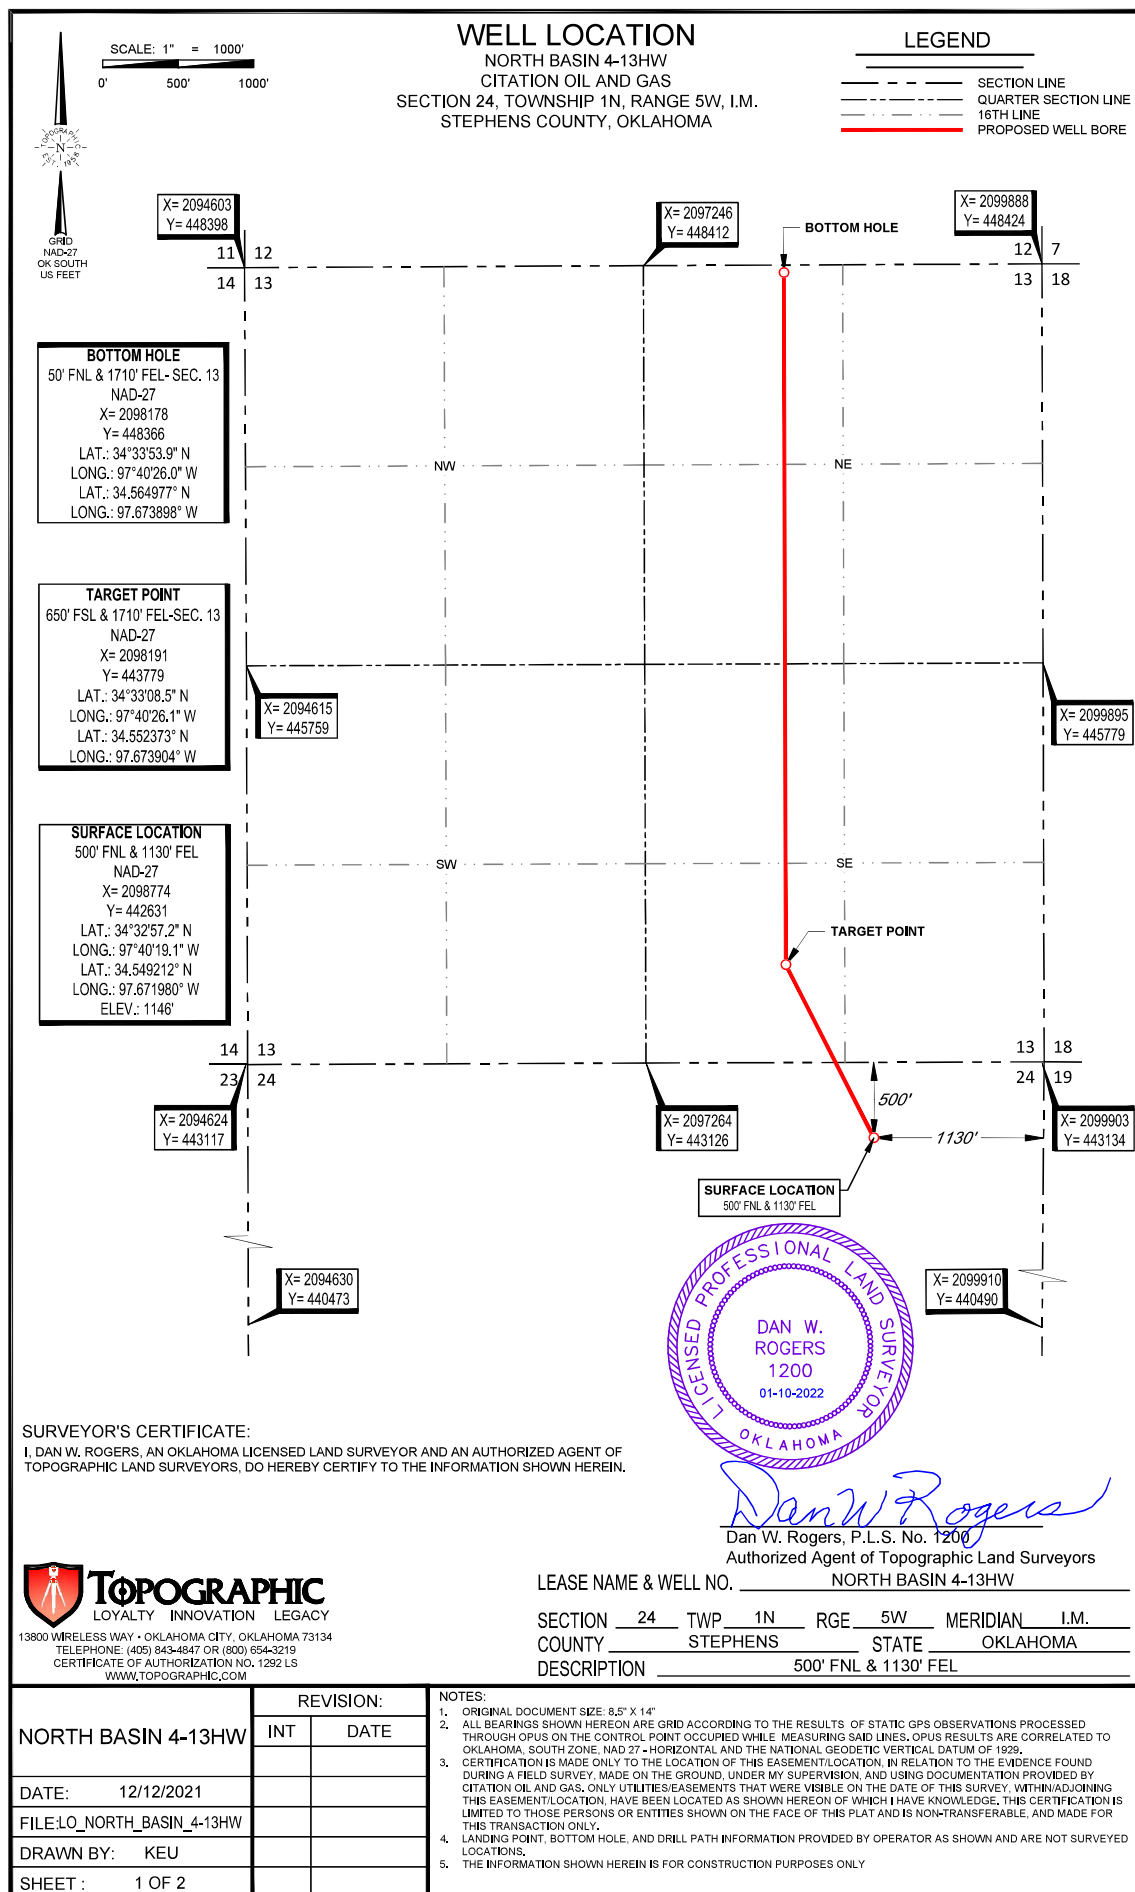 WELL LOCATION
NORTH BASIN 4-13HW
CITATION OIL AND GAS
SECTION 24, TOWNSHIP 1N, RANGE 5W, I.M.
STEPHENS COUNTY, OKLAHOMA
SCALE: 1" = 1000'
0' 500' 1000'
TOPOGRAPHIC
N
EST. 1958
GRID
NAD-27
OK SOUTH
US FEET
LEGEND
SECTION LINE
QUARTER SECTION LINE
16TH LINE
PROPOSED WELL BORE
X= 2094603
Y= 448398
X= 2097246
Y= 448412
X= 2099888
Y= 448424
BOTTOM HOLE
11 12
14 13
12 7
13 18
BOTTOM HOLE
50' FNL & 1710' FEL- SEC. 13
NAD-27
X= 2098178
Y= 448366
LAT.: 34°33'53.9" N
LONG.: 97°40'26.0" W
LAT.: 34.564977° N
LONG.: 97.673898° W
NW
NE
TARGET POINT
650' FSL & 1710' FEL-SEC. 13
NAD-27
X= 2098191
Y= 443779
LAT.: 34°33'08.5" N
LONG.: 97°40'26.1" W
LAT.: 34.552373° N
LONG.: 97.673904° W
X= 2094615
Y= 445759
X= 2099895
Y= 445779
SURFACE LOCATION
500' FNL & 1130' FEL
NAD-27
X= 2098774
Y= 442631
LAT.: 34°32'57.2" N
LONG.: 97°40'19.1" W
LAT.: 34.549212° N
LONG.: 97.671980° W
ELEV.: 1146'
SW
SE
TARGET POINT
14 13
23 24
13 18
24 19
X= 2094624
Y= 443117
X= 2097264
Y= 443126
500'
1130'
X= 2099903
Y= 443134
SURFACE LOCATION
500' FNL & 1130' FEL
X= 2094630
Y= 440473
X= 2099910
Y= 440490
LICENSED PROFESSIONAL LAND SURVEYOR
DAN W.
ROGERS
1200
01-10-2022
OKLAHOMA
SURVEYOR'S CERTIFICATE:
I, DAN W. ROGERS, AN OKLAHOMA LICENSED LAND SURVEYOR AND AN AUTHORIZED AGENT OF
TOPOGRAPHIC LAND SURVEYORS, DO HEREBY CERTIFY TO THE INFORMATION SHOWN HEREIN.
Dan W Rogers
Dan W. Rogers, P.L.S. No. 1200
Authorized Agent of Topographic Land Surveyors
TOPOGRAPHIC
LOYALTY INNOVATION LEGACY
13800 WIRELESS WAY • OKLAHOMA CITY, OKLAHOMA 73134
TELEPHONE: (405) 843-4847 OR (800) 654-3219
CERTIFICATE OF AUTHORIZATION NO. 1292 LS
WWW.TOPOGRAPHIC.COM
LEASE NAME & WELL NO. NORTH BASIN 4-13HW
SECTION 24 TWP 1N RGE 5W MERIDIAN I.M.
COUNTY STEPHENS STATE OKLAHOMA
DESCRIPTION 500' FNL & 1130' FEL
NORTH BASIN 4-13HW
REVISION:
INT DATE
DATE: 12/12/2021
FILE:LO_NORTH_BASIN_4-13HW
DRAWN BY: KEU
SHEET : 1 OF 2
NOTES:
1. ORIGINAL DOCUMENT SIZE: 8.5" X 14"
2. ALL BEARINGS SHOWN HEREON ARE GRID ACCORDING TO THE RESULTS OF STATIC GPS OBSERVATIONS PROCESSED
THROUGH OPUS ON THE CONTROL POINT OCCUPIED WHILE MEASURING SAID LINES. OPUS RESULTS ARE CORRELATED TO
OKLAHOMA, SOUTH ZONE, NAD 27 - HORIZONTAL AND THE NATIONAL GEODETIC VERTICAL DATUM OF 1929.
3. CERTIFICATION IS MADE ONLY TO THE LOCATION OF THIS EASEMENT/LOCATION, IN RELATION TO THE EVIDENCE FOUND
DURING A FIELD SURVEY, MADE ON THE GROUND, UNDER MY SUPERVISION, AND USING DOCUMENTATION PROVIDED BY
CITATION OIL AND GAS. ONLY UTILITIES/EASEMENTS THAT WERE VISIBLE ON THE DATE OF THIS SURVEY, WITHIN/ADJOINING
THIS EASEMENT/LOCATION, HAVE BEEN LOCATED AS SHOWN HEREON OF WHICH I HAVE KNOWLEDGE. THIS CERTIFICATION IS
LIMITED TO THOSE PERSONS OR ENTITIES SHOWN ON THE FACE OF THIS PLAT AND IS NON-TRANSFERABLE, AND MADE FOR
THIS TRANSACTION ONLY.
4. LANDING POINT, BOTTOM HOLE, AND DRILL PATH INFORMATION PROVIDED BY OPERATOR AS SHOWN AND ARE NOT SURVEYED
LOCATIONS.
5. THE INFORMATION SHOWN HEREIN IS FOR CONSTRUCTION PURPOSES ONLY